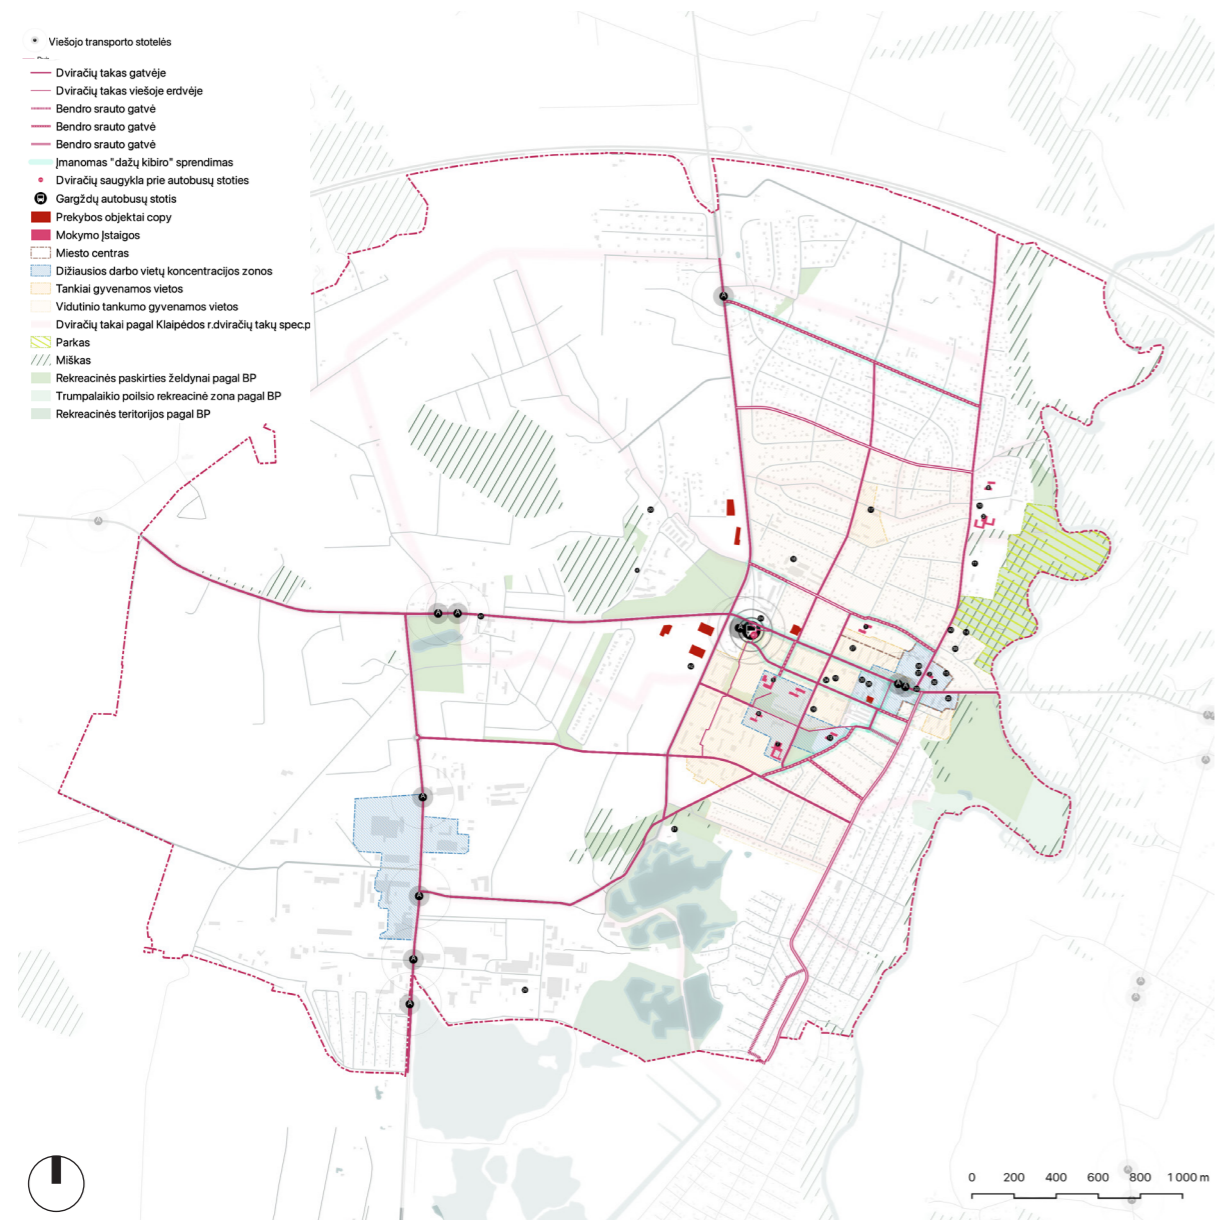 Viešojo transporto stotelės
Dviračių takas gatvėje
Dviračių takas viešoje erdvėje
Bendro srauto gatvė
Bendro srauto gatvė
Bendro srauto gatvė
Įmanomas "dažų kibiro" sprendimas
Dviračių saugykla prie autobusų stoties
Gargždų autobusų stotis
Prekybos objektai copy
Mokymo Įstaigos
Miesto centras
Dižiausios darbo vietų koncentracijos zonos
Tankiai gyvenamos vietos
Vidutinio tankumo gyvenamos vietos
Dviračių takai pagal Klaipėdos r.dviračių takų spec.p
Parkas
Miškas
Rekreacinės paskirties želdynai pagal BP
Trumpalaikio poilsio rekreacinė zona pagal BP
Rekreacinės teritorijos pagal BP
0 200 400 600 800 1 000 m